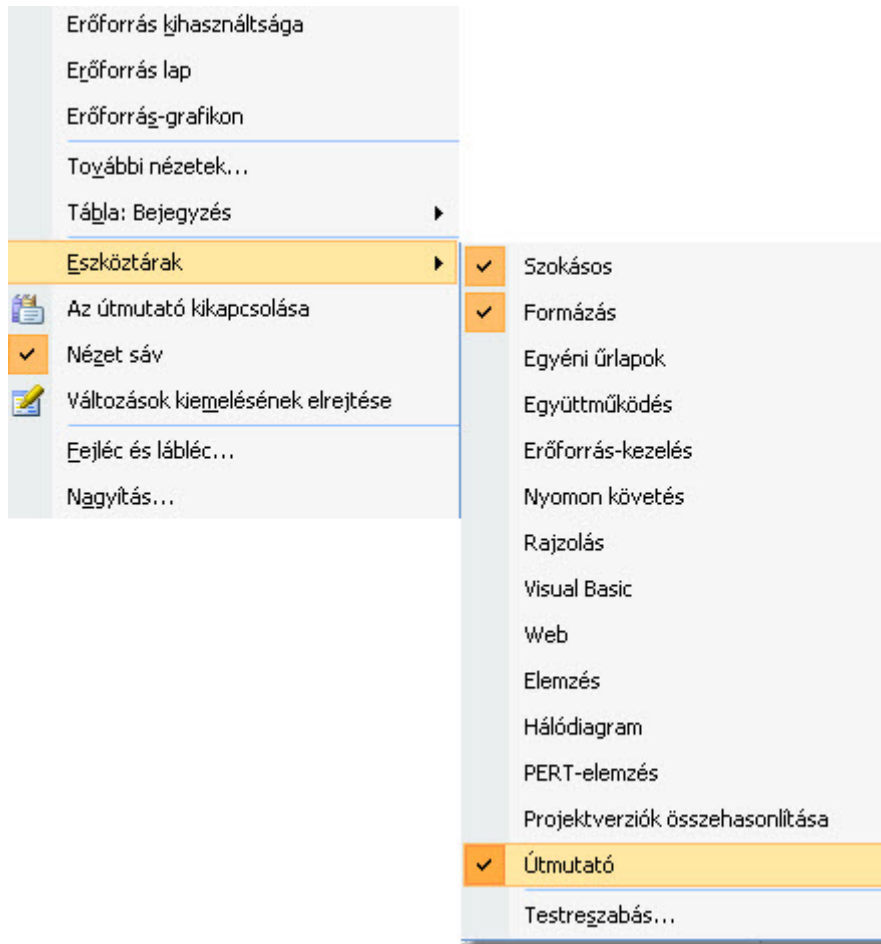 Erőforrás kihasználtsága
Erőforrás lap
Erőforrás-grafikon
További nézetek...
Tábla: Bejegyzés
Eszköztárak
Az útmutató kikapcsolása
Nézet sáv
Változások kiemelésének elrejtése
Fejléc és lábléc...
Nagyítás...
Szokásos
Formázás
Egyéni űrlapok
Együttműködés
Erőforrás-kezelés
Nyomon követés
Rajzolás
Visual Basic
Web
Elemzés
Hálódiagram
PERT-elemzés
Projektverziók összehasonlítása
Útmutató
Testreszabás...